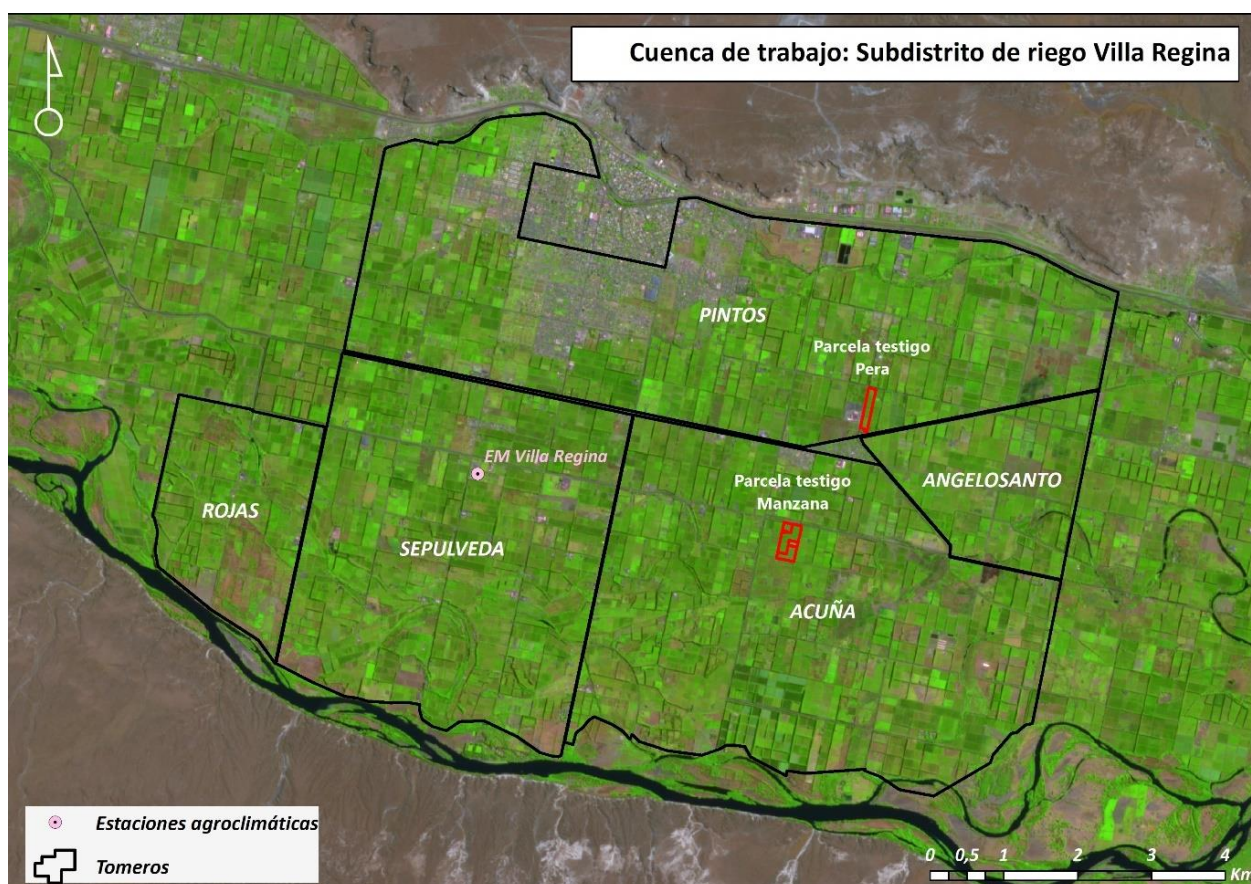 Cuenca de trabajo: Subdistrito de riego Villa Regina
PINTOS
Parcela testigo
Pera
EM Villa Regina
ANGELOSANTO
Parcela testigo
Manzana
ROJAS
SEPULVEDA
ACUÑA
Estaciones agroclimáticas
Tomeros
0 0,5 1 2 3 4
Km